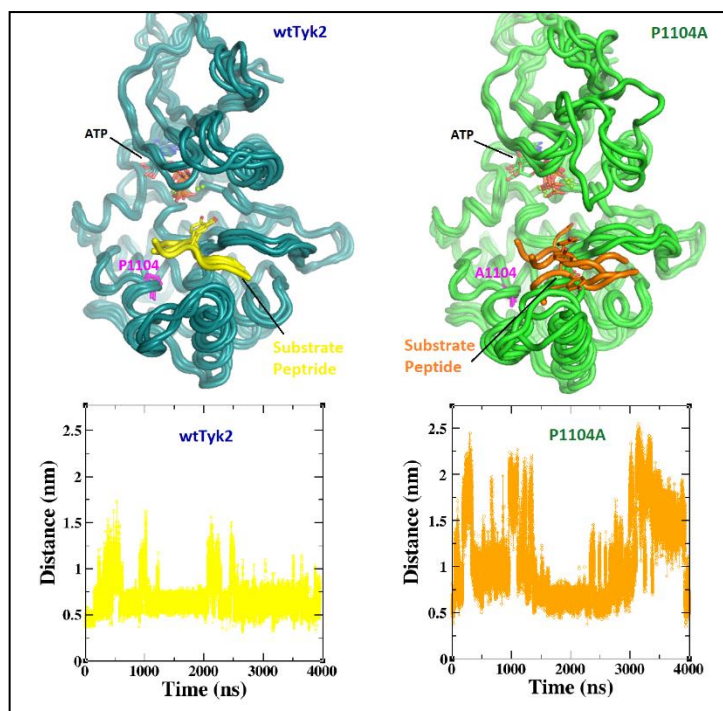 wtTyk2
ATP
P1104
Substrate
Peptride
P1104A
ATP
A1104
Substrate
Peptide
wtTyk2
2.5
2
1.5
1
0.5
0
Distance (nm)
0 1000 2000 3000 4000
Time (ns)
P1104A
2.5
2
1.5
1
0.5
0
Distance (nm)
0 1000 2000 3000 4000
Time (ns)